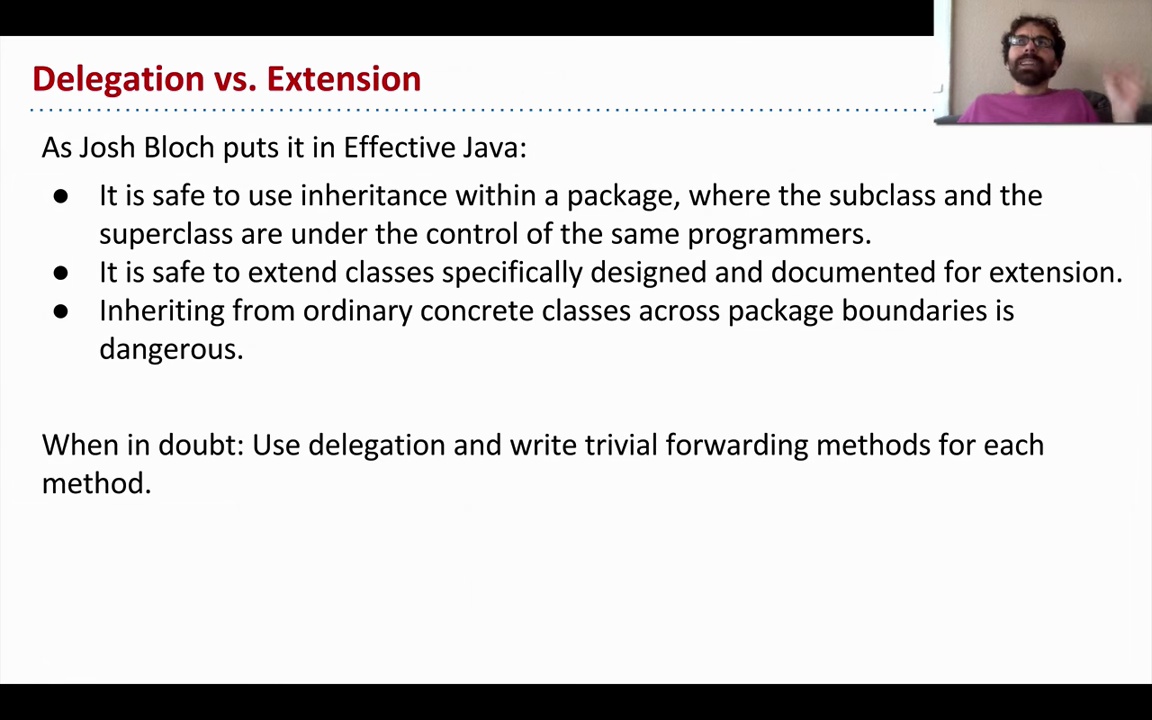 Delegation vs. Extension
As Josh Bloch puts it in Effective Java:
● It is safe to use inheritance within a package, where the subclass and the
superclass are under the control of the same programmers.
● It is safe to extend classes specifically designed and documented for extension.
● Inheriting from ordinary concrete classes across package boundaries is
dangerous.
When in doubt: Use delegation and write trivial forwarding methods for each
method.